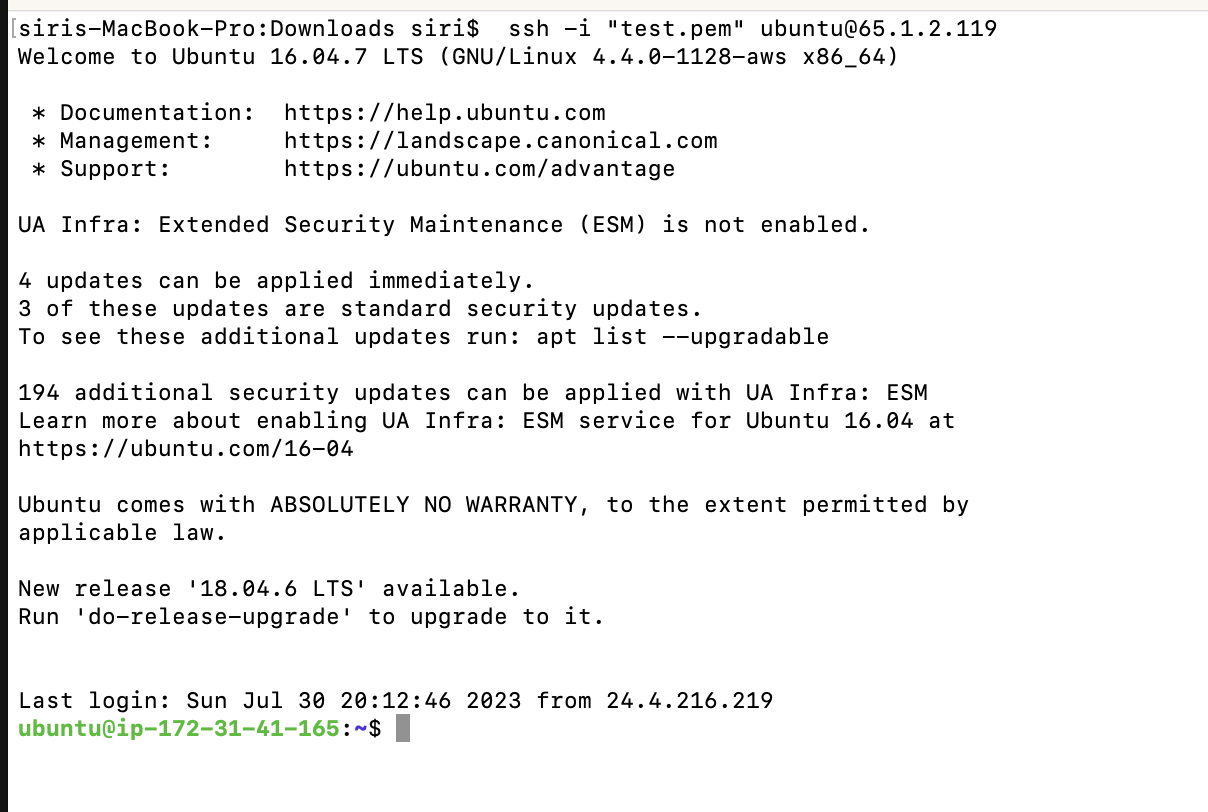 [siris-MacBook-Pro:Downloads siri$  ssh -i "test.pem" ubuntu@65.1.2.119
Welcome to Ubuntu 16.04.7 LTS (GNU/Linux 4.4.0-1128-aws x86_64)
 * Documentation:  https://help.ubuntu.com
 * Management:     https://landscape.canonical.com
 * Support:        https://ubuntu.com/advantage
UA Infra: Extended Security Maintenance (ESM) is not enabled.
4 updates can be applied immediately.
3 of these updates are standard security updates.
To see these additional updates run: apt list --upgradable
194 additional security updates can be applied with UA Infra: ESM
Learn more about enabling UA Infra: ESM service for Ubuntu 16.04 at
https://ubuntu.com/16-04
Ubuntu comes with ABSOLUTELY NO WARRANTY, to the extent permitted by
applicable law.
New release '18.04.6 LTS' available.
Run 'do-release-upgrade' to upgrade to it.
Last login: Sun Jul 30 20:12:46 2023 from 24.4.216.219
ubuntu@ip-172-31-41-165:~$